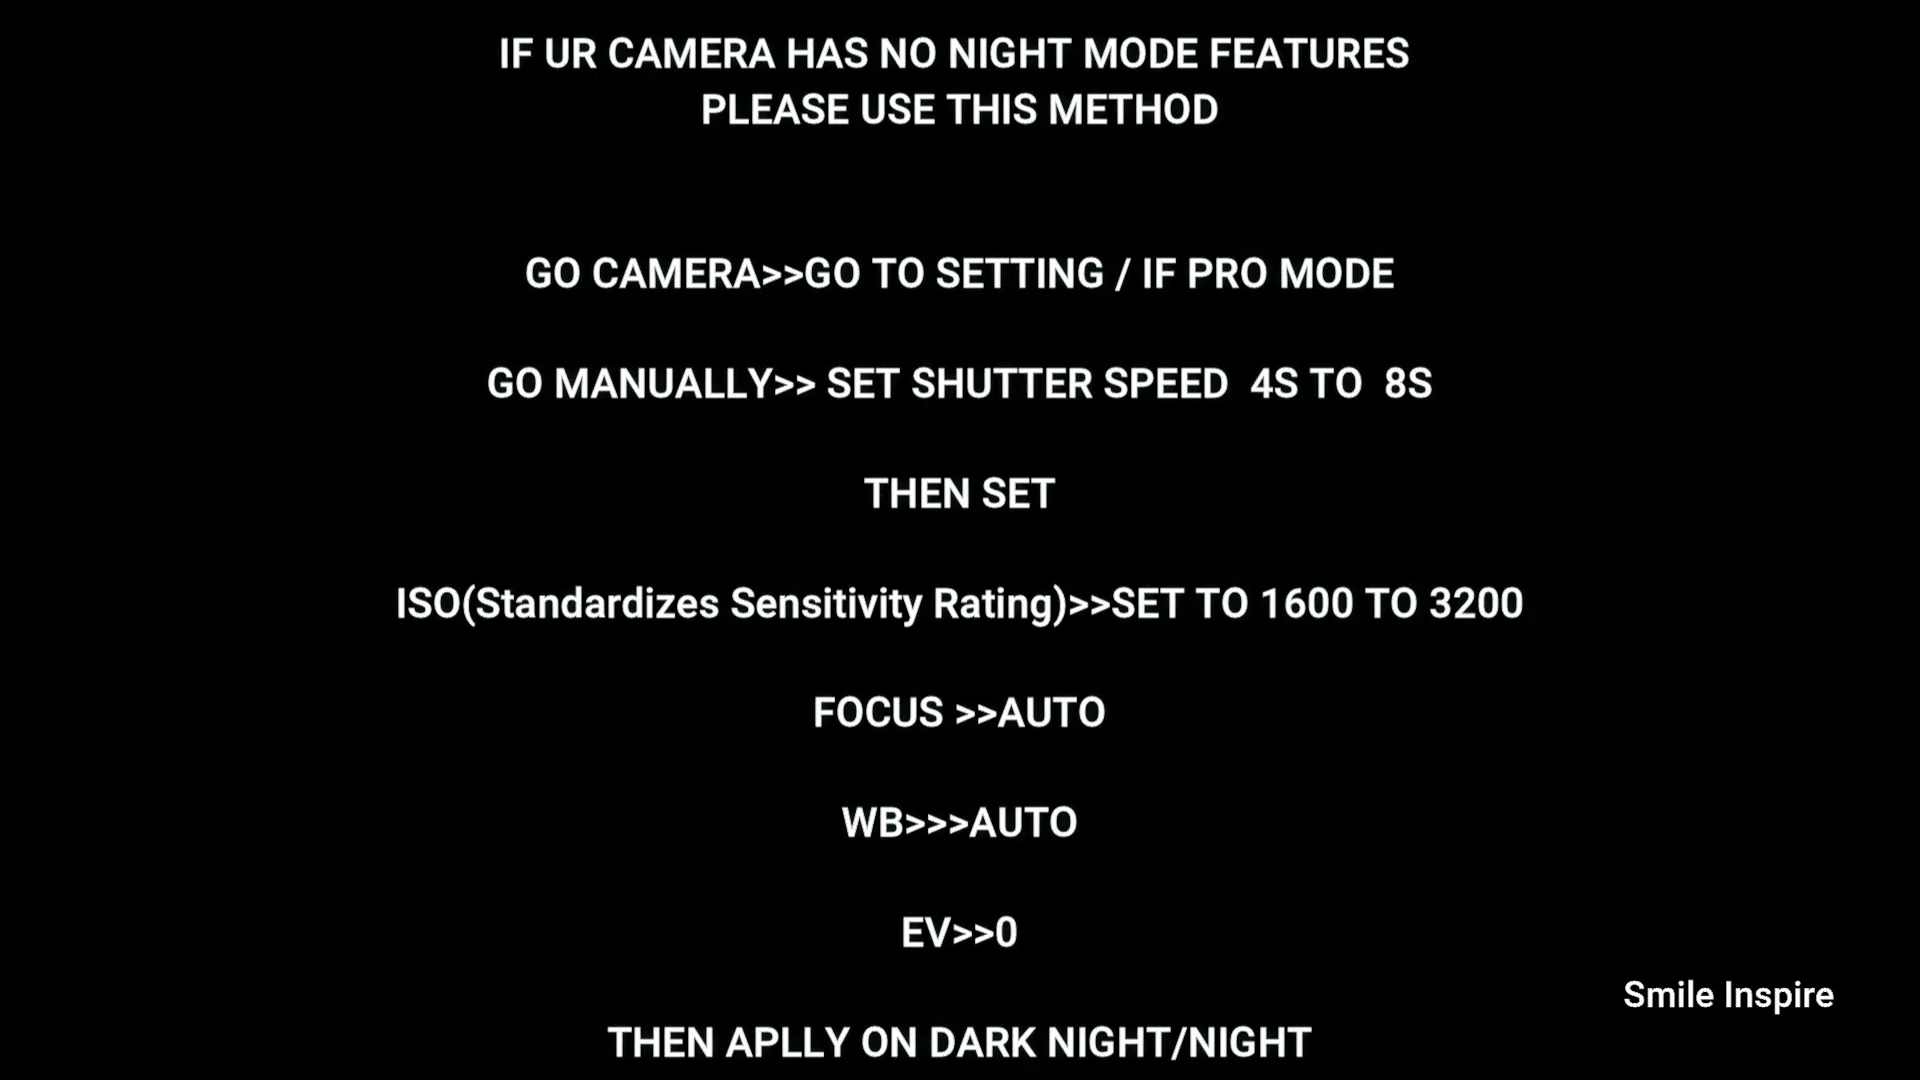 IF UR CAMERA HAS NO NIGHT MODE FEATURES
PLEASE USE THIS METHOD
GO CAMERA>>GO TO SETTING / IF PRO MODE
GO MANUALLY>> SET SHUTTER SPEED  4S TO  8S
THEN SET
ISO(Standardizes Sensitivity Rating)>>SET TO 1600 TO 3200
FOCUS >>AUTO
WB>>>AUTO
EV>>0
Smile Inspire
THEN APLLY ON DARK NIGHT/NIGHT